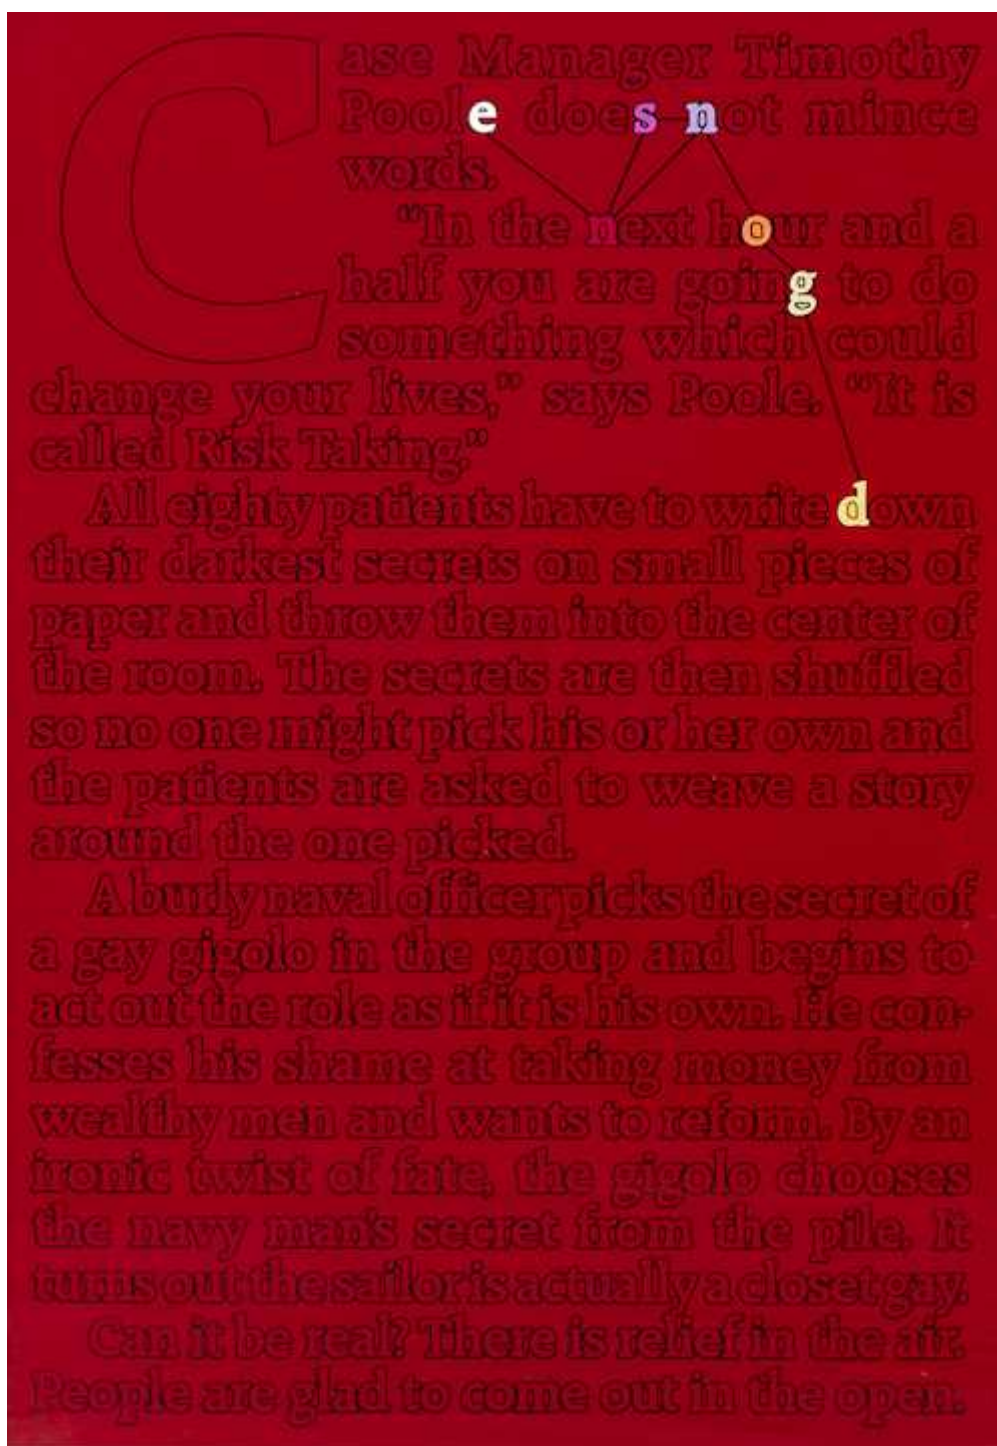 Case Manager Timothy
Poole does not mince
words.
"In the next hour and a
half you are going to do
something which could
change your lives," says Poole. "It is
called Risk Taking."
All eighty patients have to write down
their darkest secrets on small pieces of
paper and throw them into the center of
the room. The secrets are then shuffled
so no one might pick his or her own and
the patients are asked to weave a story
around the one picked.
A burly naval officer picks the secret of
a gay gigolo in the group and begins to
act out the role as if it is his own. He con-
fesses his shame at taking money from
wealthy men and wants to reform. By an
ironic twist of fate, the gigolo chooses
the navy man's secret from the pile. It
turns out the sailor is actually a closet gay.
Can it be real? There is relief in the air.
People are glad to come out in the open.